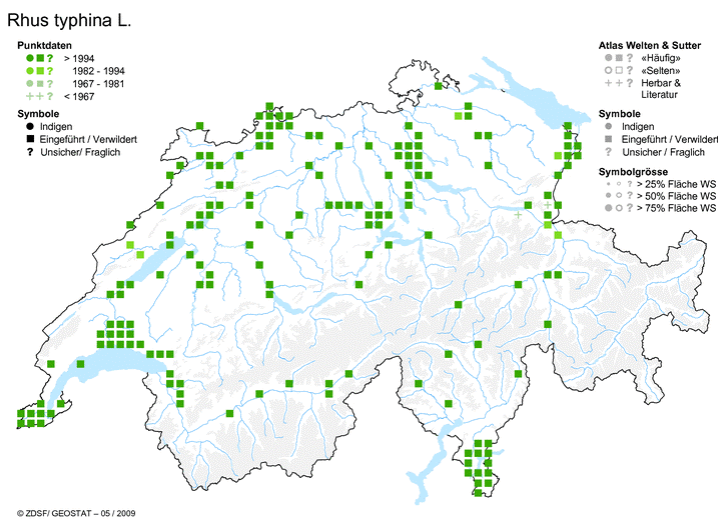 Rhus typhina L.
Punktdaten
? > 1994
? 1982 - 1994
? 1967 - 1981
++? < 1967
Symbole
Indigen
Eingeführt / Verwildert
? Unsicher/ Fraglich
Atlas Welten & Sutter
? «Häufig»
? «Selten»
++? Herbar &
Literatur
Symbole
Indigen
Eingeführt / Verwildert
? Unsicher/ Fraglich
Symbolgrösse
? > 25% Fläche WS
? > 50% Fläche WS
? > 75% Fläche WS
© ZDSF/ GEOSTAT – 05 / 2009